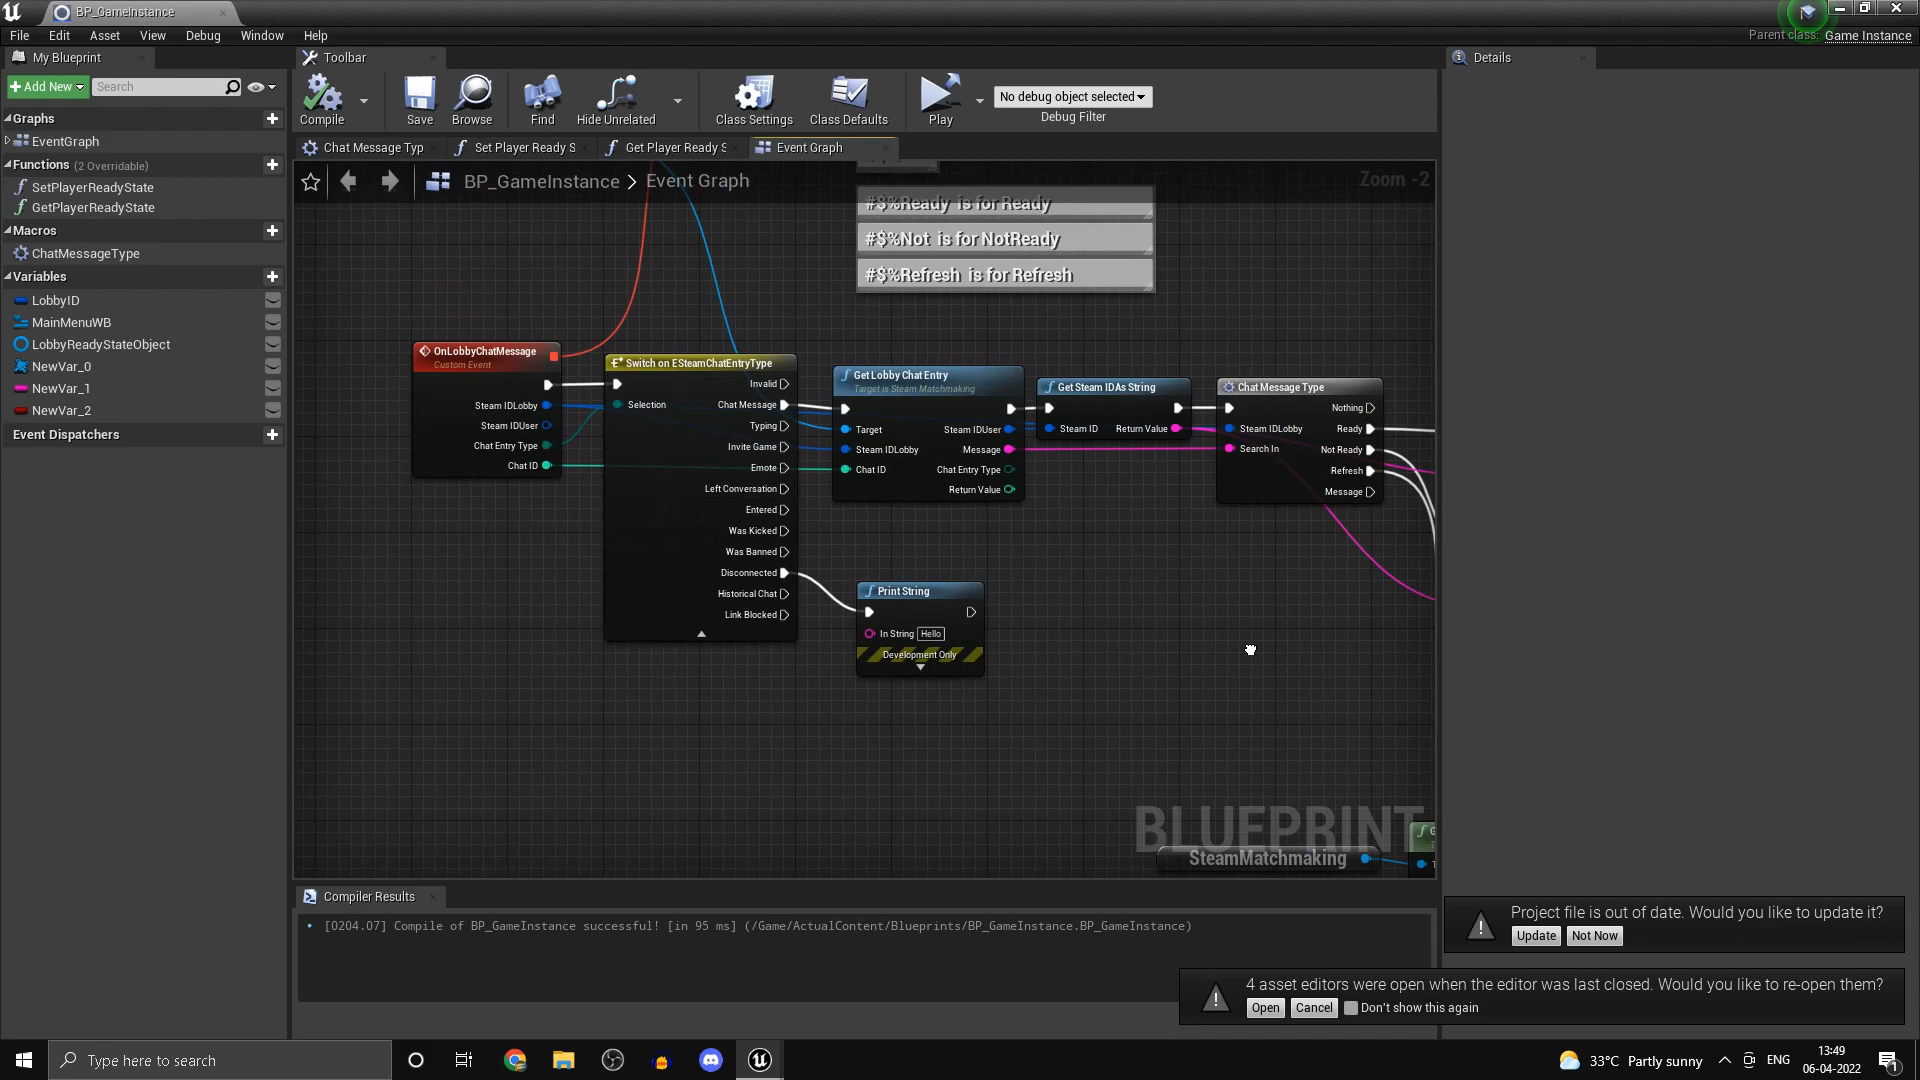 BP_GameInstance
File Edit Asset View Debug Window Help
Parent class: Game Instance
My Blueprint
Toolbar
Details
Add New
Search
Compile
Save
Browse
Find
Hide Unrelated
Class Settings
Class Defaults
Play
No debug object selected
Debug Filter
Graphs
EventGraph
Functions (2 Overridable)
SetPlayerReadyState
GetPlayerReadyState
Macros
ChatMessageType
Variables
LobbyID
MainMenuWB
LobbyReadyStateObject
NewVar_0
NewVar_1
NewVar_2
Event Dispatchers
Chat Message Typ
Set Player Ready S
Get Player Ready S
Event Graph
BP_GameInstance > Event Graph
Zoom -2
#$%Ready is for Ready
#$%Not is for NotReady
#$%Refresh is for Refresh
OnLobbyChatMessage
Custom Event
Steam IDLobby
Steam IDUser
Chat Entry Type
Chat ID
Switch on ESteamChatEntryType
Selection
Invalid
Chat Message
Typing
Invite Game
Emote
Left Conversation
Entered
Was Kicked
Was Banned
Disconnected
Historical Chat
Link Blocked
Get Lobby Chat Entry
Target is Steam Matchmaking
Target
Steam IDLobby
Chat ID
Steam IDUser
Message
Chat Entry Type
Return Value
Get Steam IDAs String
Steam ID
Return Value
Chat Message Type
Steam IDLobby
Search In
Nothing
Ready
Not Ready
Refresh
Message
Print String
In String Hello
Development Only
BLUEPRINT
SteamMatchmaking
Compiler Results
[0204.07] Compile of BP_GameInstance successful! [in 95 ms] (/Game/ActualContent/Blueprints/BP_GameInstance.BP_GameInstance)
Project file is out of date. Would you like to update it?
Update
Not Now
4 asset editors were open when the editor was last closed. Would you like to re-open them?
Open
Cancel
Don't show this again
Type here to search
33°C Partly sunny
ENG
13:49
06-04-2022
1